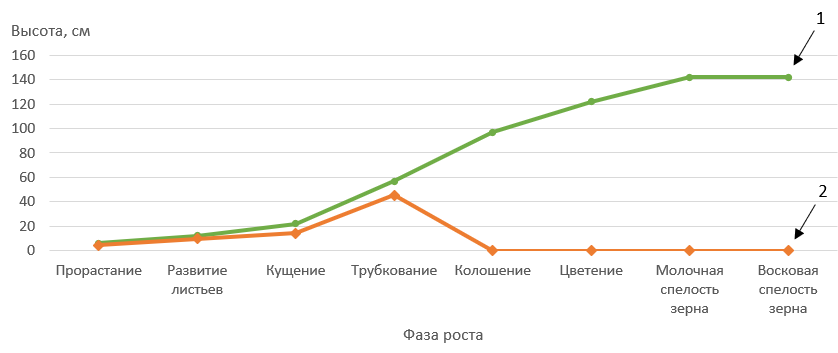 Высота, см
1
160
140
120
100
80
60
40
20
0
2
Прорастание
Развитие
листьев
Кущение
Трубкование
Колошение
Цветение
Молочная
спелость
зерна
Восковая
спелость
зерна
Фаза роста